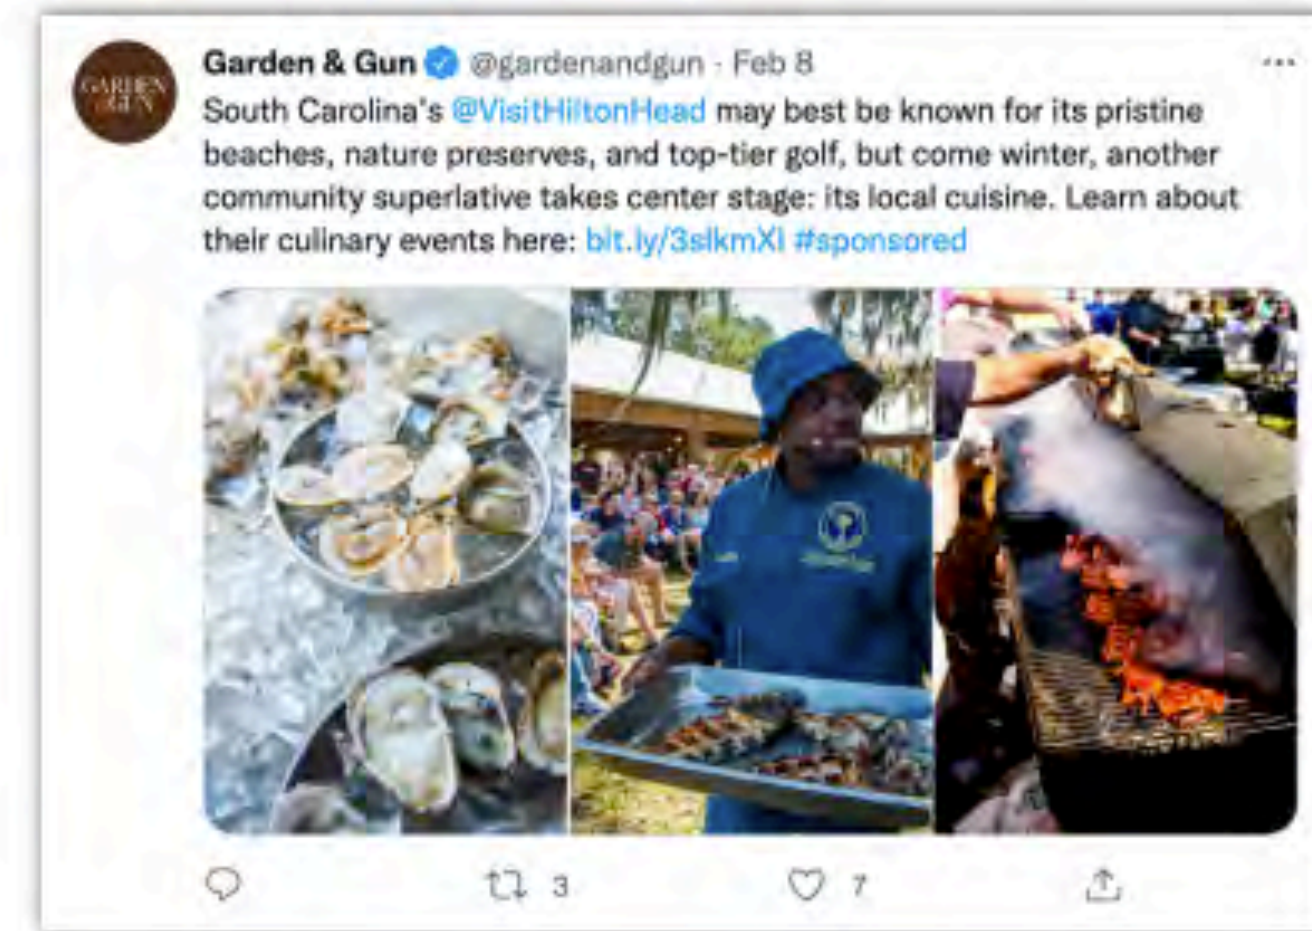 GARDEN
& GUN
Garden & Gun @gardenandgun · Feb 8
South Carolina's @VisitHiltonHead may best be known for its pristine
beaches, nature preserves, and top-tier golf, but come winter, another
community superlative takes center stage: its local cuisine. Learn about
their culinary events here: bit.ly/3slkmXl #sponsored
3
7